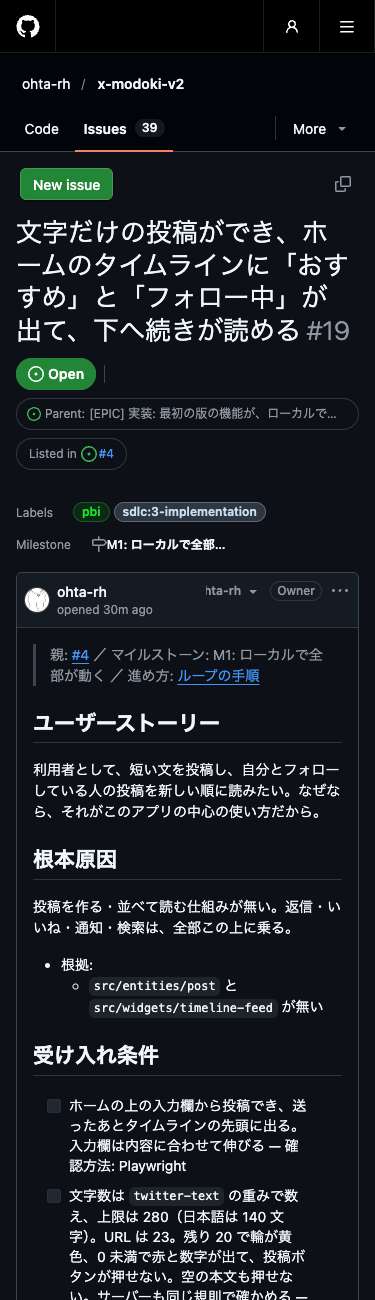 ohta-rh / x-modoki-v2
Code Issues 39 More
New issue
文字だけの投稿ができ、ホ
ームのタイムラインに「おす
すめ」と「フォロー中」が
出て、下へ続きが読める #19
Open
Parent: [EPIC] 実装: 最初の版の機能が、ローカルで...
Listed in #4
Labels pbi sdlc:3-implementation
Milestone M1: ローカルで全部...
ohta-rh
hta-rh Owner
opened 30m ago
親: #4 ／ マイルストーン: M1: ローカルで全
部が動く ／ 進め方: ループの手順
ユーザーストーリー
利用者として、短い文を投稿し、自分とフォロー
している人の投稿を新しい順に読みたい。なぜな
ら、それがこのアプリの中心の使い方だから。
根本原因
投稿を作る・並べて読む仕組みが無い。返信・い
いね・通知・検索は、全部この上に乗る。
根拠:
src/entities/post と
src/widgets/timeline-feed が無い
受け入れ条件
ホームの上の入力欄から投稿でき、送
ったあとタイムラインの先頭に出る。
入力欄は内容に合わせて伸びる — 確
認方法: Playwright
文字数は twitter-text の重みで数
え、上限は 280（日本語は 140 文
字）。URL は 23。残り 20 で輪が黄
色、0 未満で赤と数字が出て、投稿ボ
タンが押せない。空の本文も押せな
い。サーバーも同じ規則で確かめる —